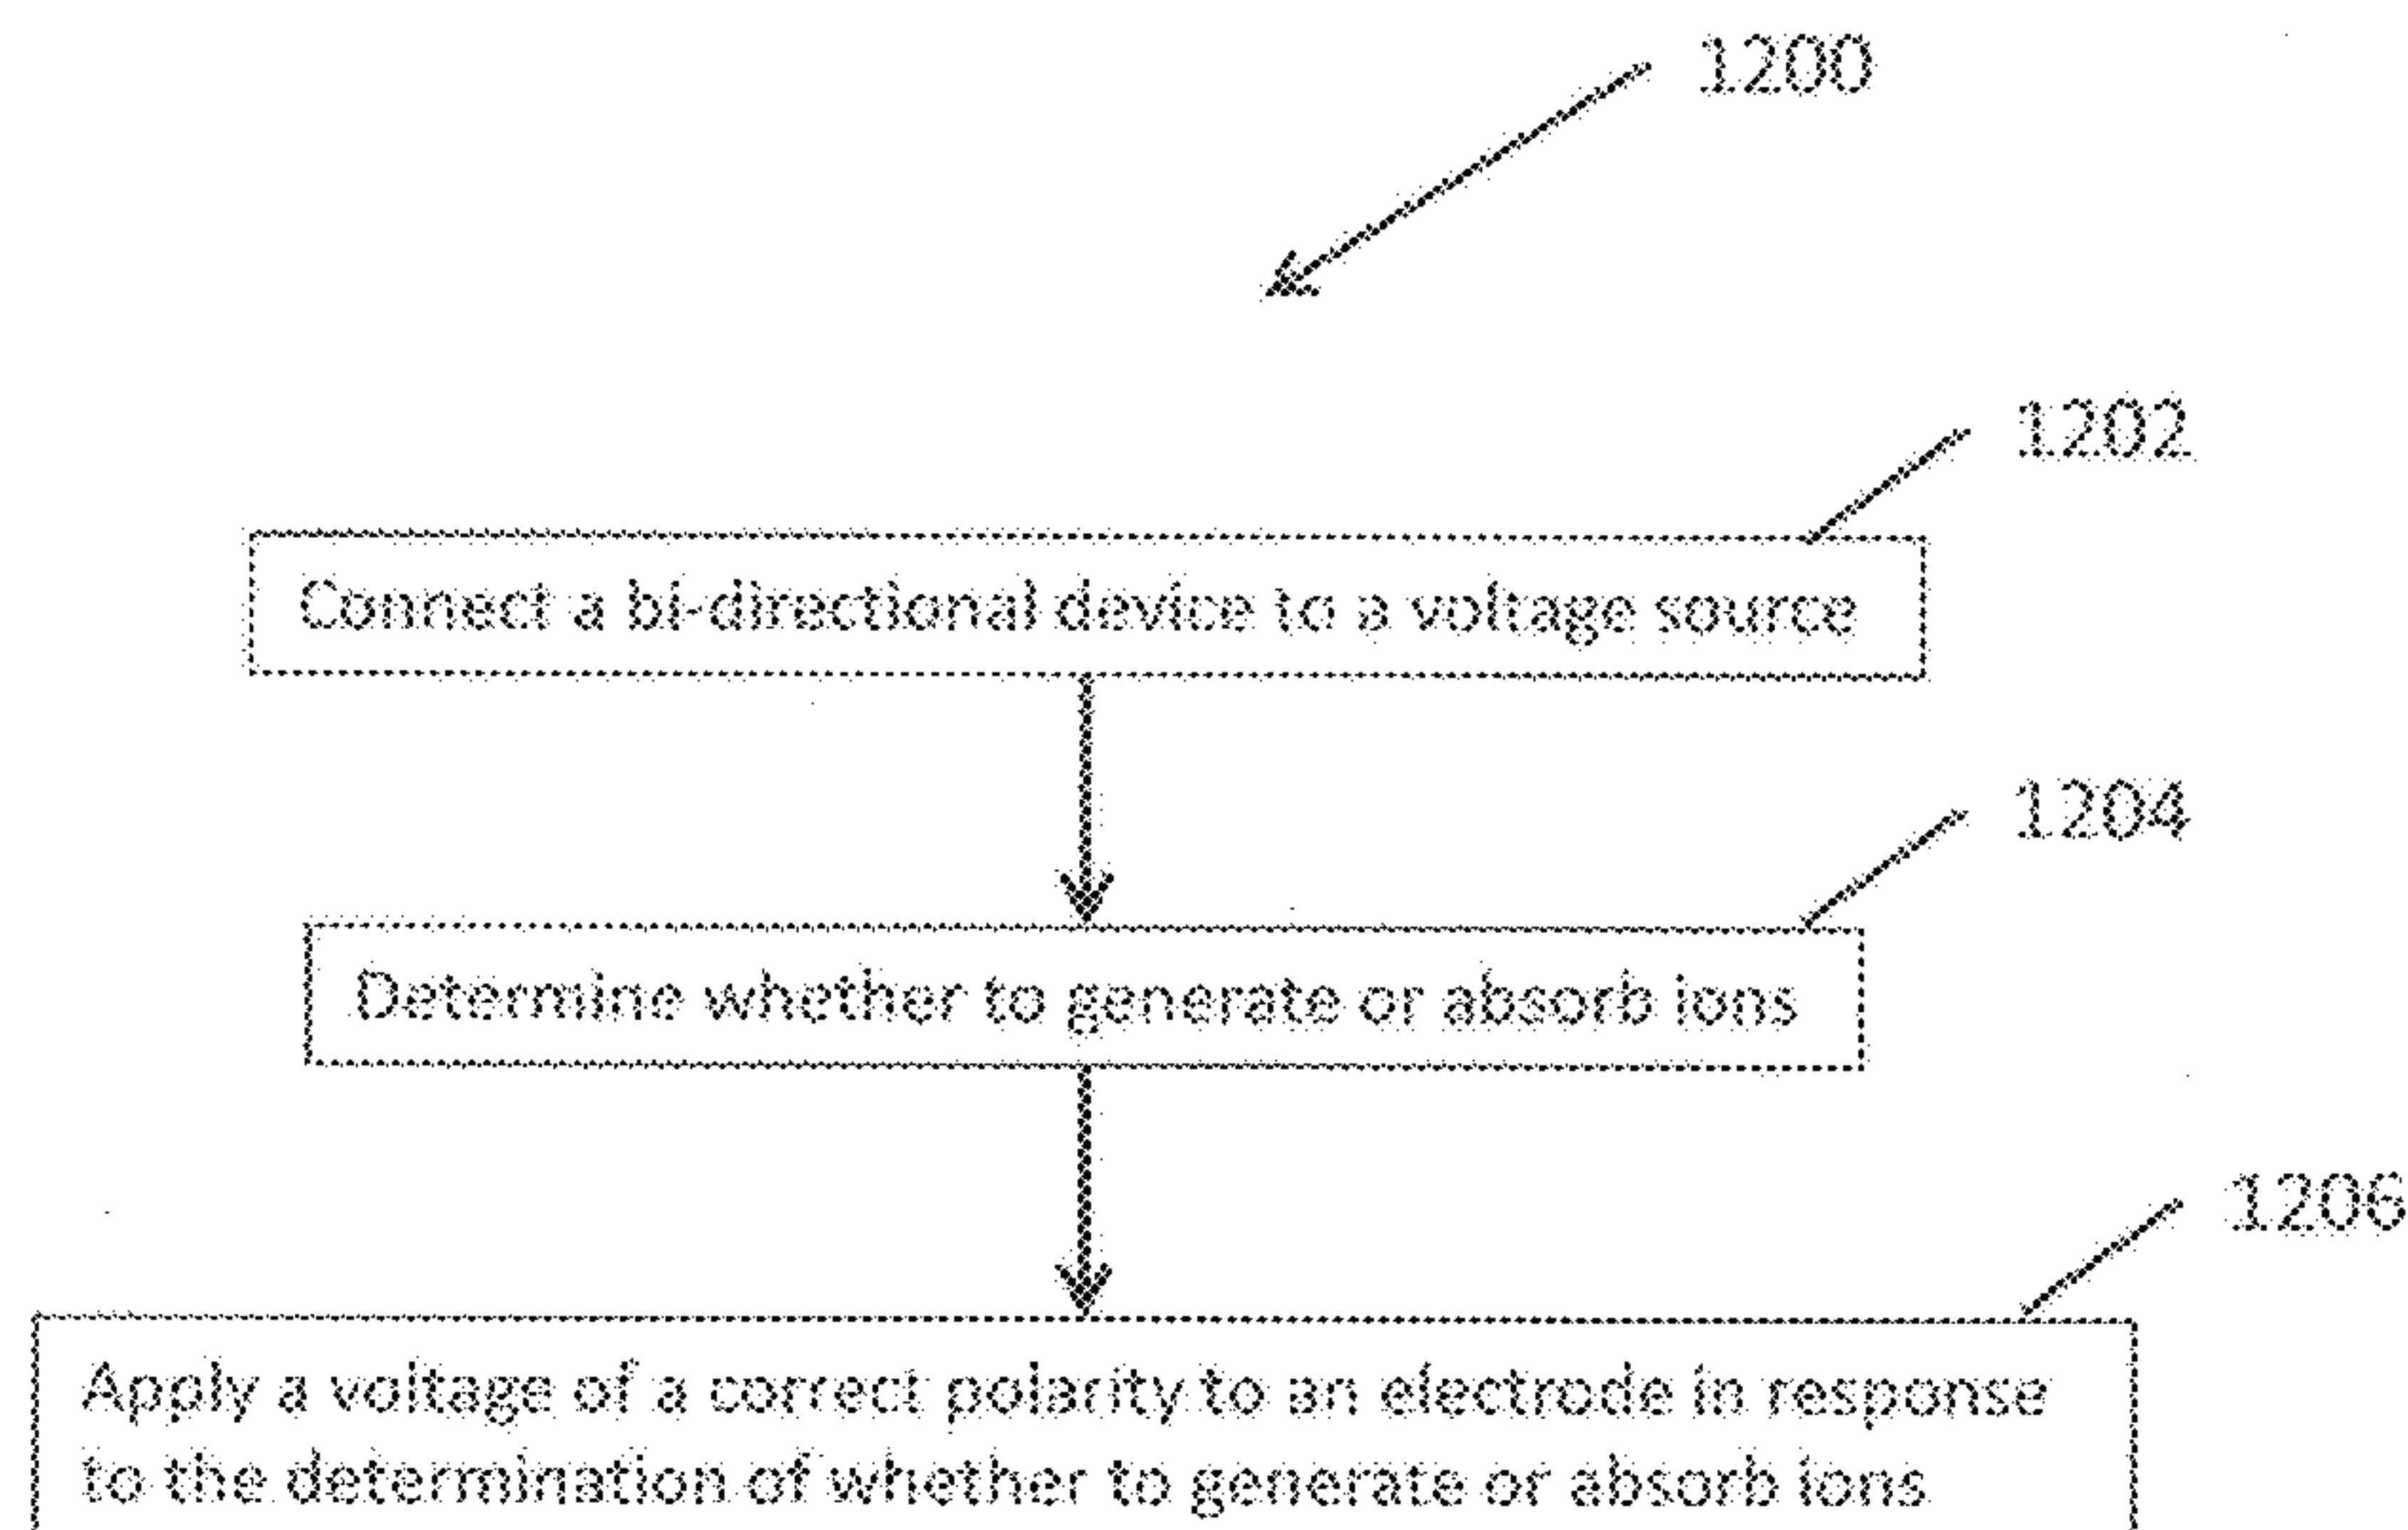 1200
1202
Connect a bi-directional device to a voltage source
1204
Determine whether to generate or absorb ions
1206
Apply a voltage of a correct polarity to an electrode in response
to the determination of whether to generate or absorb ions